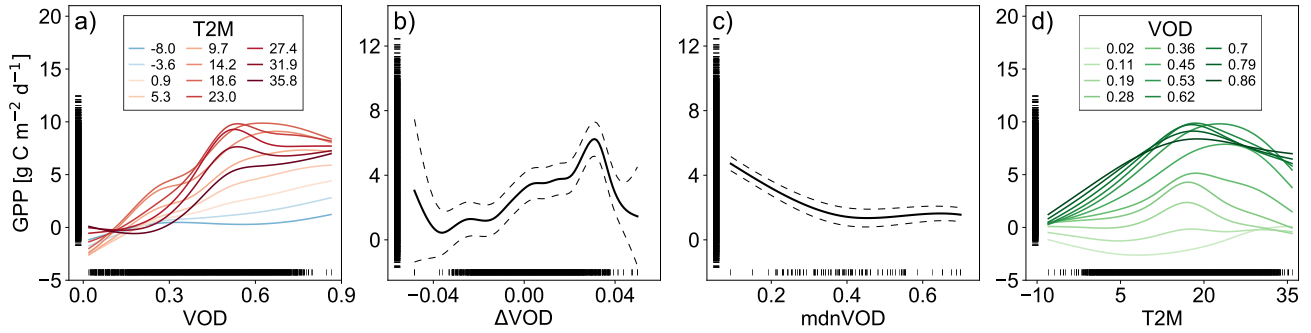 a)
T2M
-8.0 9.7 27.4
-3.6 14.2 31.9
0.9 18.6 35.8
5.3 23.0
GPP [g C m⁻² d⁻¹]
20
15
10
5
0
−5
0.0 0.3 0.6 0.9
VOD
b)
12
8
4
0
−0.04 0.00 0.04
ΔVOD
c)
12
8
4
0
0.2 0.4 0.6
mdnVOD
d)
VOD
0.02 0.36 0.7
0.11 0.45 0.79
0.19 0.53 0.86
0.28 0.62
20
15
10
5
0
−5
−10 5 20 35
T2M